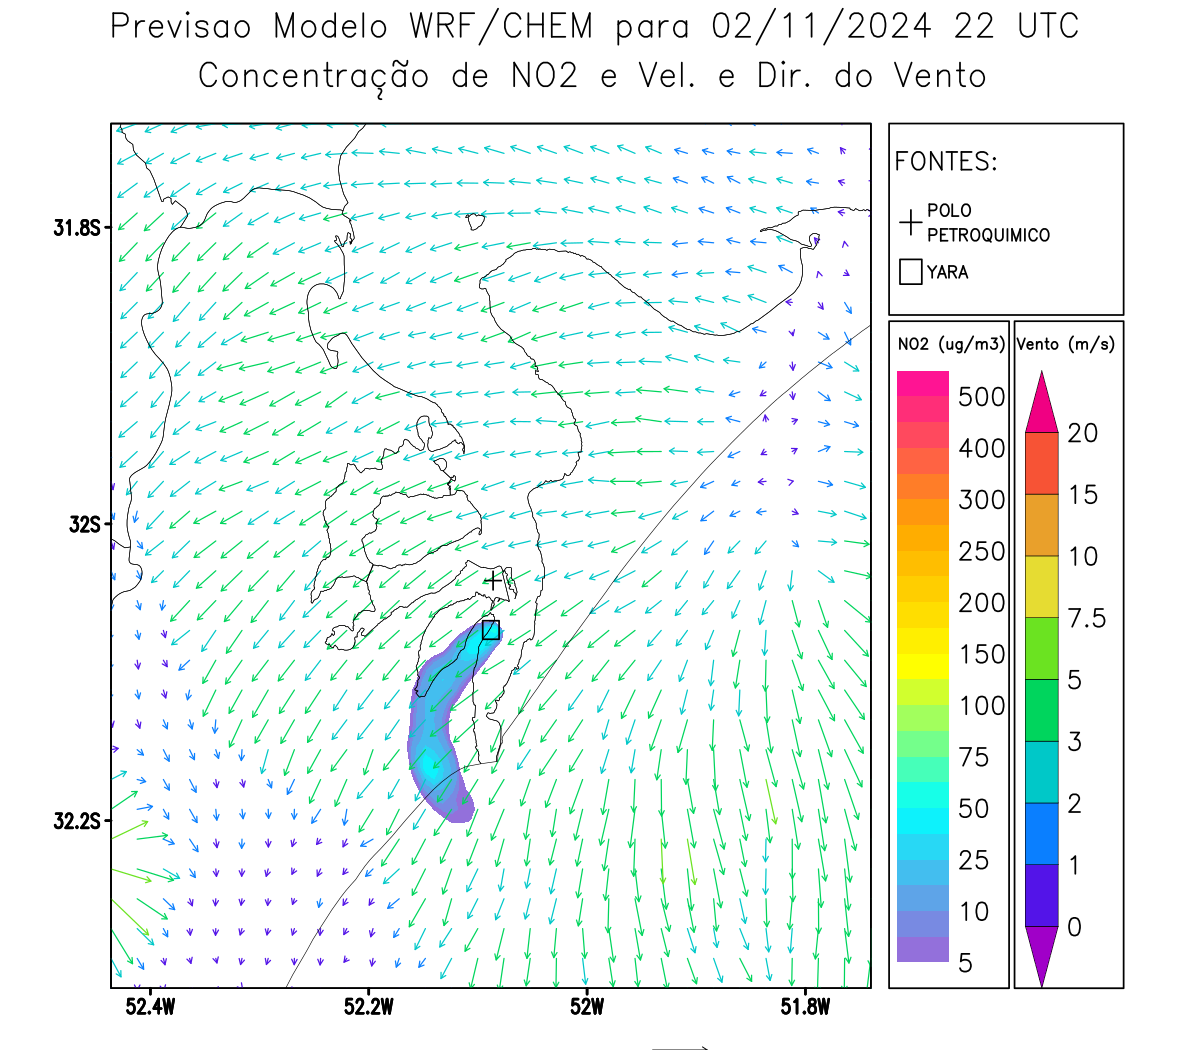 Previsao Modelo WRF/CHEM para 02/11/2024 22 UTC
Concentração de NO2 e Vel. e Dir. do Vento
FONTES:
POLO
PETROQUIMICO
YARA
NO2 (ug/m3)
500
400
300
250
200
150
100
75
50
25
10
5
Vento (m/s)
20
15
10
7.5
5
3
2
1
0
31.8S
32S
32.2S
52.4W
52.2W
52W
51.8W